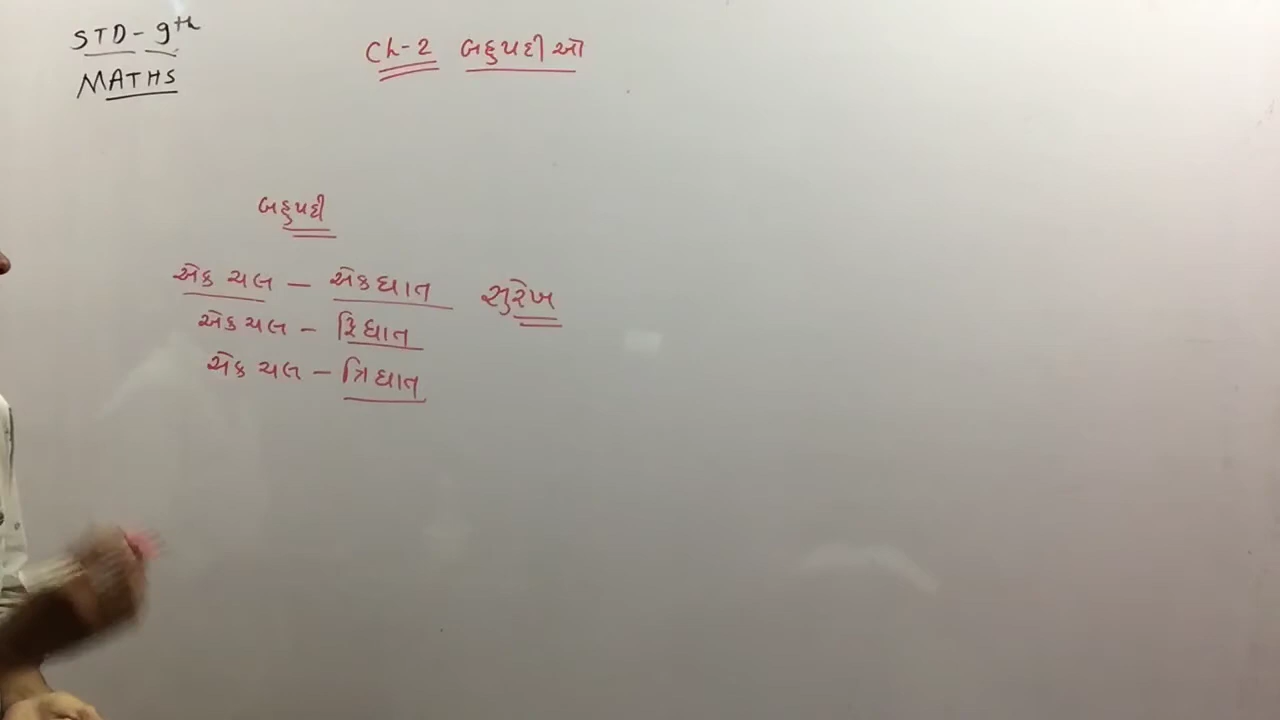 STD - 9th
MATHS
Ch-2 બહુપદીઓ
બહુપદી
એક ચલ - એકઘાત સુરેખ
એક ચલ - દ્વિઘાત
એક ચલ - ત્રિઘાત